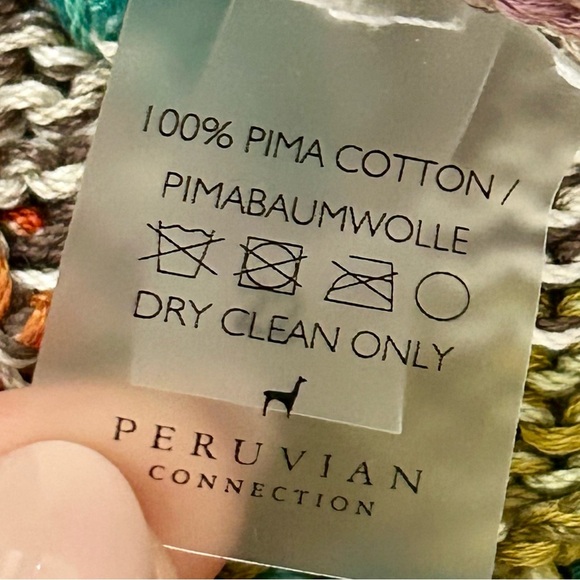 100% PIMA COTTON /
PIMABAUMWOLLE
DRY CLEAN ONLY
PERUVIAN
CONNECTION